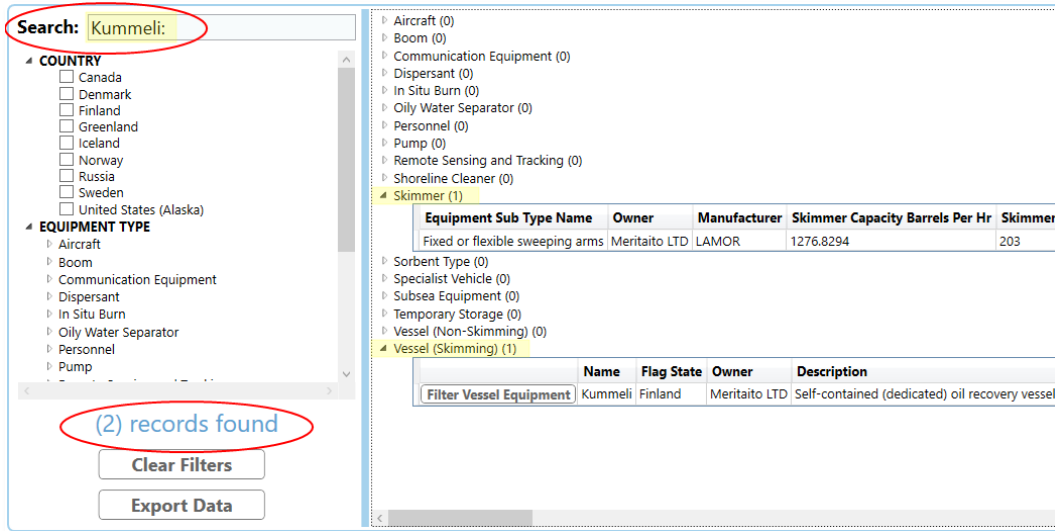 Search: Kummeli:
COUNTRY
Canada
Denmark
Finland
Greenland
Iceland
Norway
Russia
Sweden
United States (Alaska)
EQUIPMENT TYPE
Aircraft
Boom
Communication Equipment
Dispersant
In Situ Burn
Oily Water Separator
Personnel
Pump
(2) records found
Clear Filters
Export Data
Aircraft (0)
Boom (0)
Communication Equipment (0)
Dispersant (0)
In Situ Burn (0)
Oily Water Separator (0)
Personnel (0)
Pump (0)
Remote Sensing and Tracking (0)
Shoreline Cleaner (0)
Skimmer (1)
Equipment Sub Type Name Owner Manufacturer Skimmer Capacity Barrels Per Hr Skimmer
Fixed or flexible sweeping arms Meritaito LTD LAMOR 1276.8294 203
Sorbent Type (0)
Specialist Vehicle (0)
Subsea Equipment (0)
Temporary Storage (0)
Vessel (Non-Skimming) (0)
Vessel (Skimming) (1)
Name Flag State Owner Description
Filter Vessel Equipment Kummeli Finland Meritaito LTD Self-contained (dedicated) oil recovery vessel